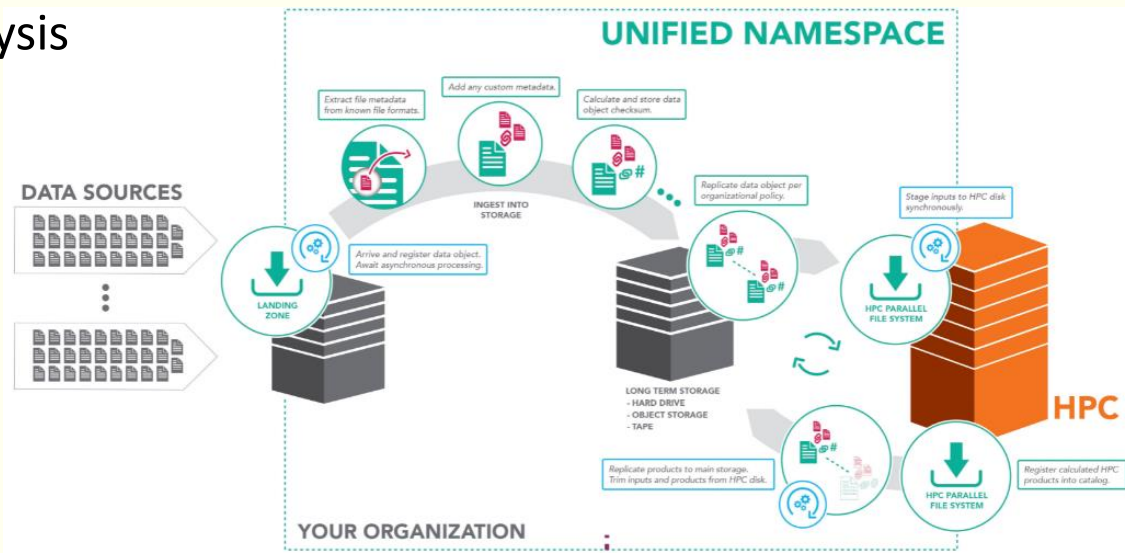 ysis
UNIFIED NAMESPACE
Extract file metadata
from known file formats.
Add any custom metadata.
Calculate and store data
object checksum.
DATA SOURCES
INGEST INTO
STORAGE
Replicate data object per
organizational policy.
Stage inputs to HPC disk
synchronously.
Arrive and register data object.
Await asynchronous processing.
LANDING
ZONE
#
#
#
HPC PARALLEL
FILE SYSTEM
LONG TERM STORAGE
- HARD DRIVE
- OBJECT STORAGE
- TAPE
HPC
#
Replicate products to main storage.
Trim inputs and products from HPC disk.
HPC PARALLEL
FILE SYSTEM
Register calculated HPC
products into catalog.
YOUR ORGANIZATION